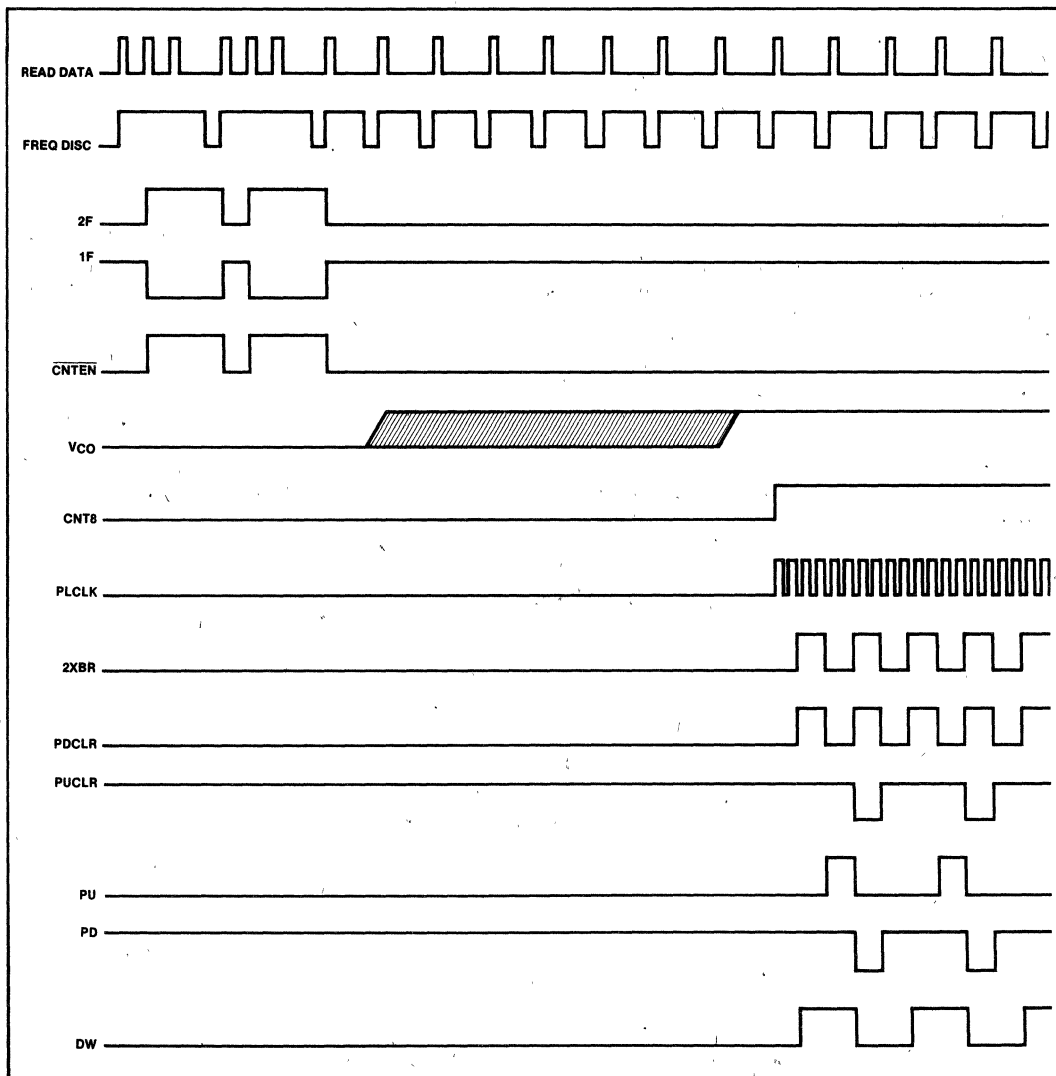 READ DATA
FREQ DISC
2F
1F
CNTEN
VCO
CNT8
PLCLK
2XBR
PDCLR
PUCLR
PU
PD
DW